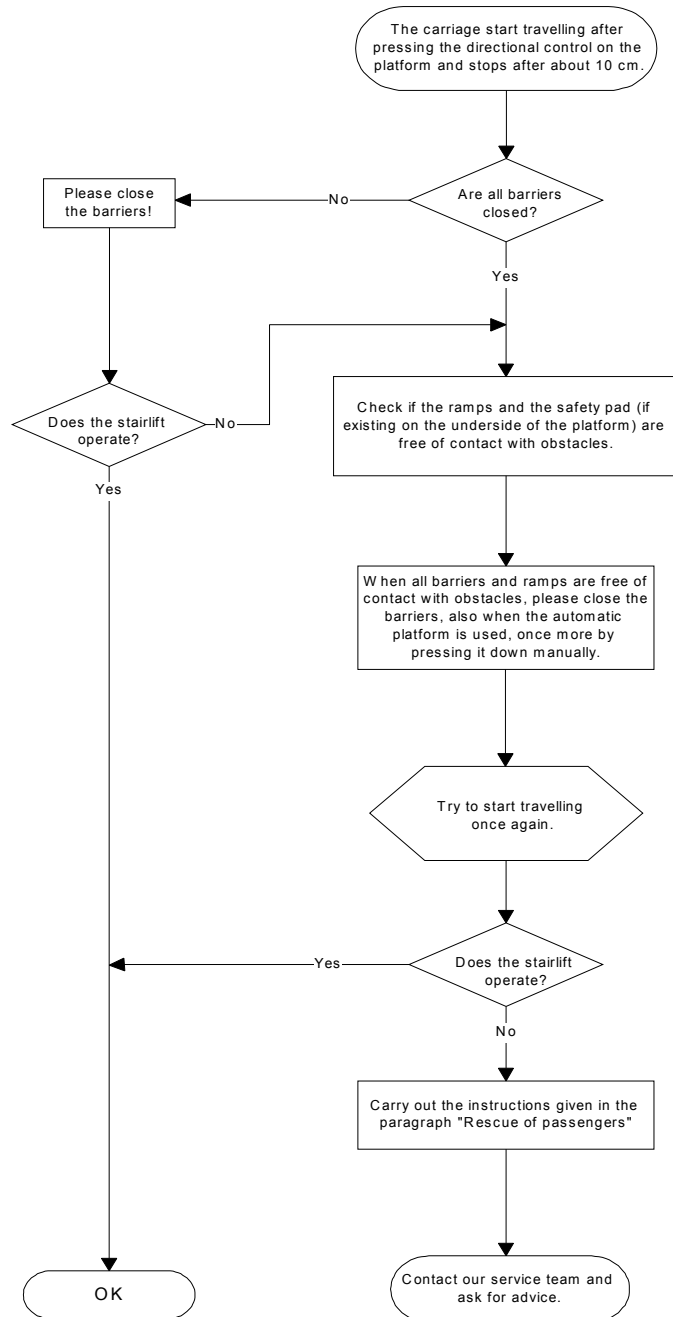 The carriage start travelling after
pressing the directional control on the
platform and stops after about 10 cm.
Please close
the barriers!
No
Are all barriers
closed?
Yes
Does the stairlift
operate?
No
Yes
Check if the ramps and the safety pad (if
existing on the underside of the platform) are
free of contact with obstacles.
When all barriers and ramps are free of
contact with obstacles, please close the
barriers, also when the automatic
platform is used, once more by
pressing it down manually.
Try to start travelling
once again.
Yes
Does the stairlift
operate?
No
Carry out the instructions given in the
paragraph "Rescue of passengers"
OK
Contact our service team and
ask for advice.